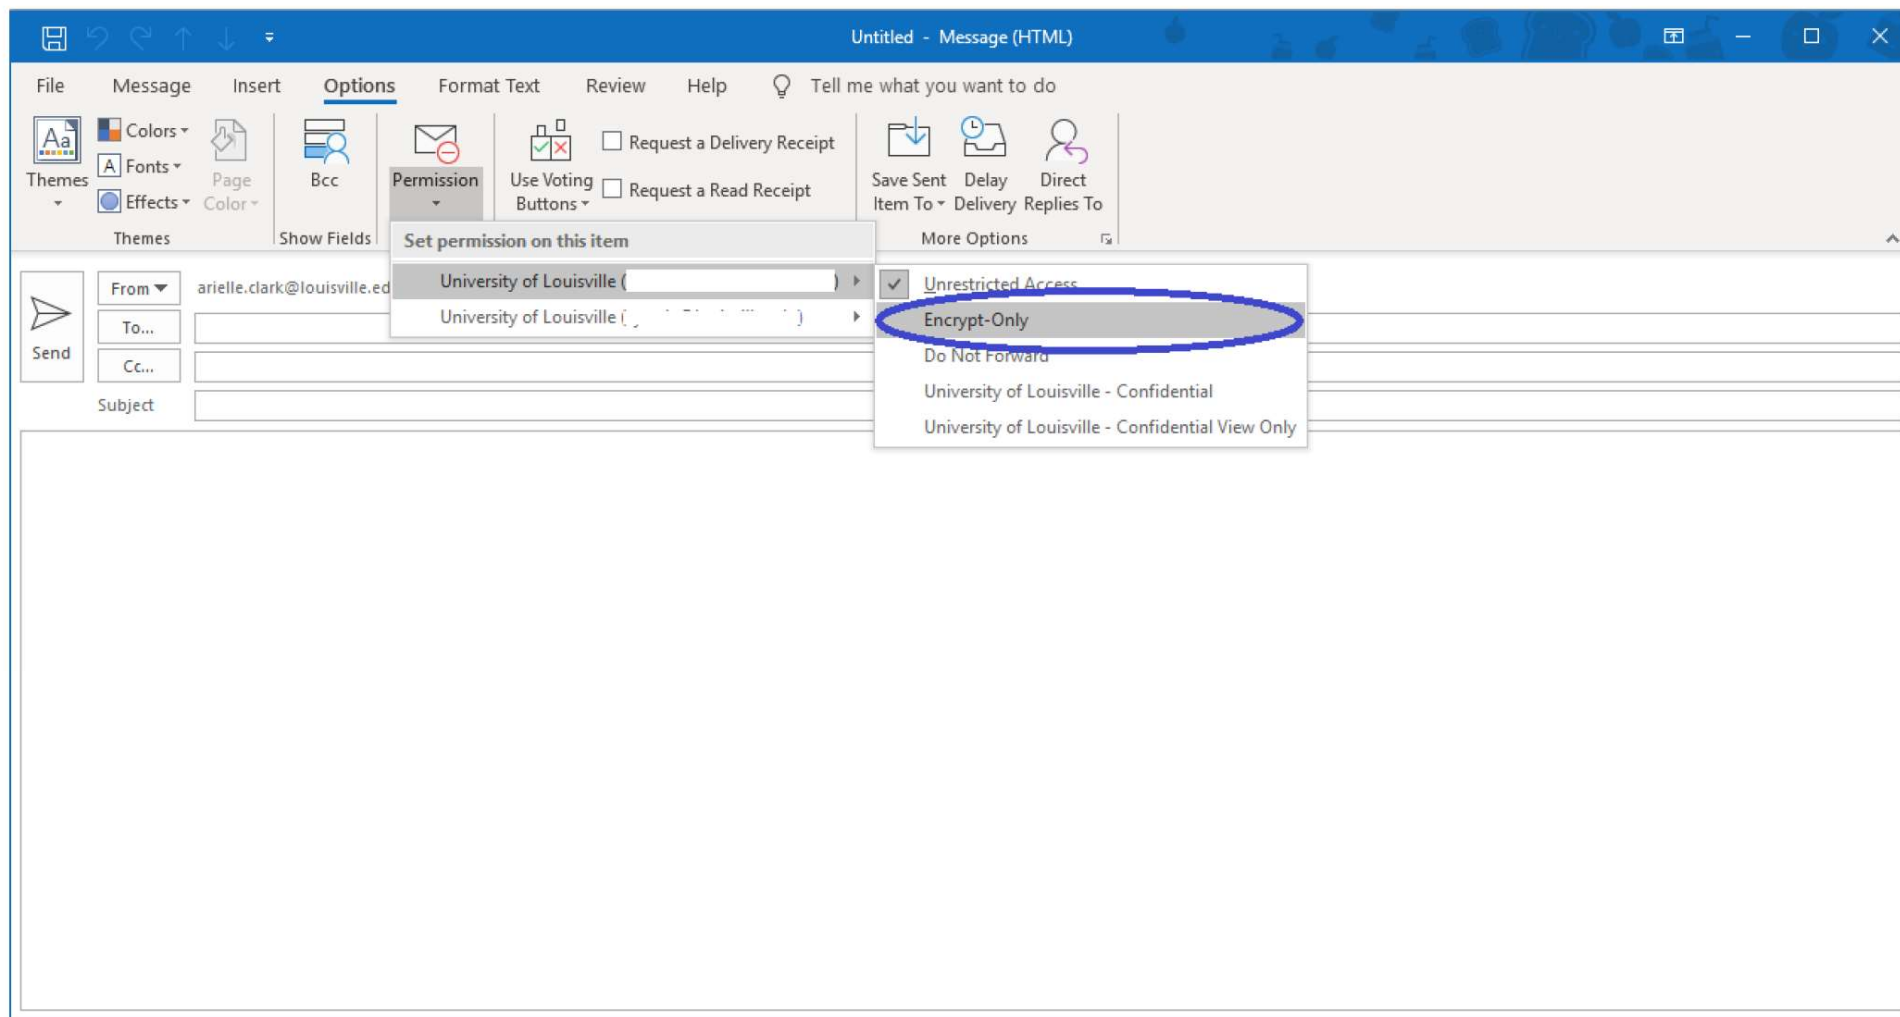 Untitled - Message (HTML)
File Message Insert Options Format Text Review Help Tell me what you want to do
Aa Colors
A Fonts
Effects
Themes
Page Color
Themes
Bcc
Show Fields
Permission
Use Voting Buttons
Request a Delivery Receipt
Request a Read Receipt
Save Sent Item To
Delay Delivery
Direct Replies To
More Options
Set permission on this item
University of Louisville ( )
University of Louisville ( )
Unrestricted Access
Encrypt-Only
Do Not Forward
University of Louisville - Confidential
University of Louisville - Confidential View Only
Send
From arielle.clark@louisville.ed
To...
Cc...
Subject